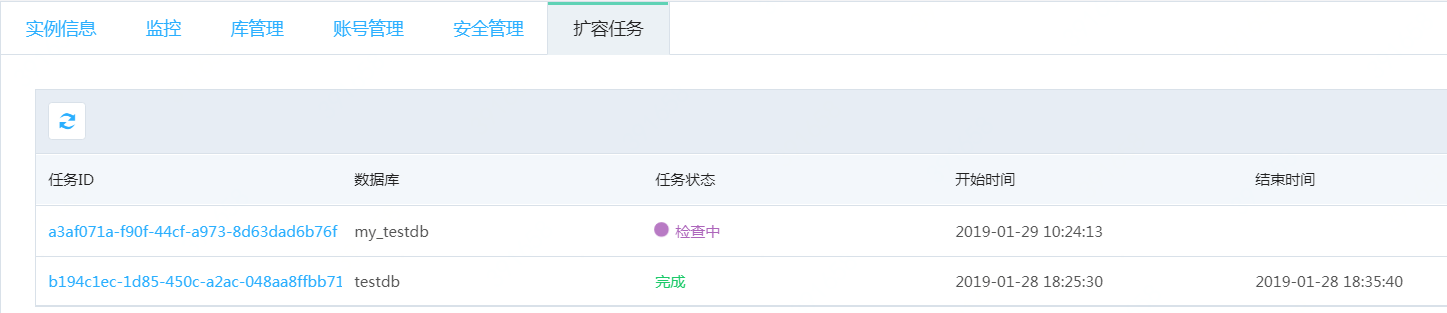 实例信息 监控 库管理 账号管理 安全管理 扩容任务
任务ID 数据库 任务状态 开始时间 结束时间
a3af071a-f90f-44cf-a973-8d63dad6b76f my_testdb 检查中 2019-01-29 10:24:13
b194c1ec-1d85-450c-a2ac-048aa8ffbb71 testdb 完成 2019-01-28 18:25:30 2019-01-28 18:35:40